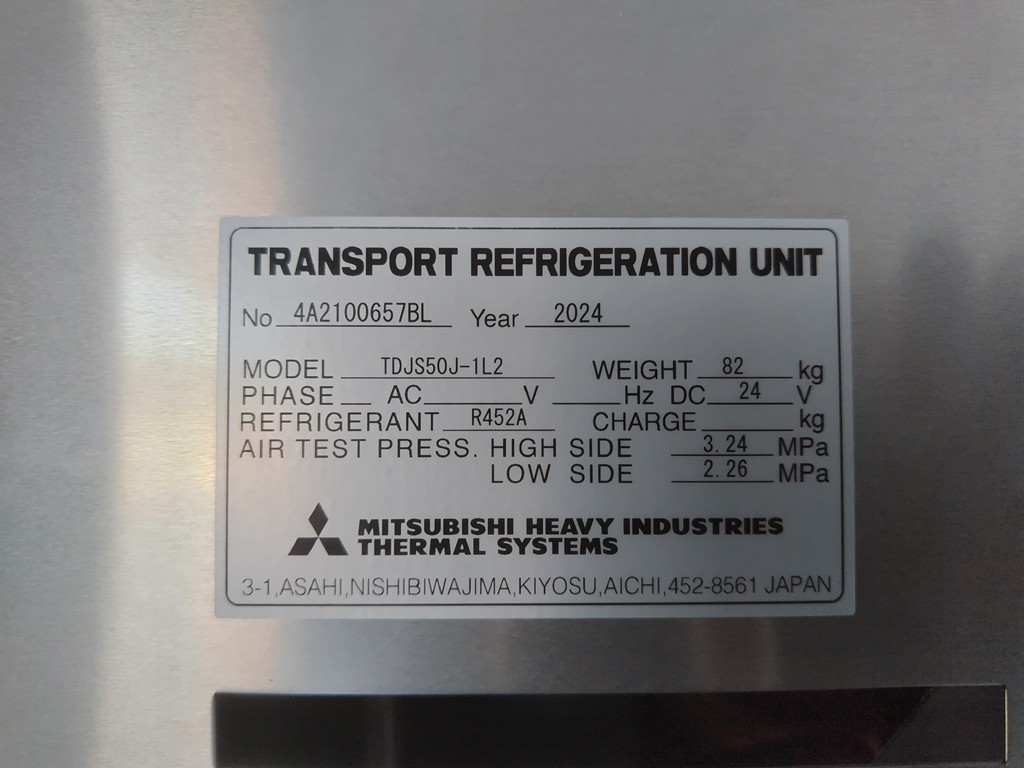 TRANSPORT REFRIGERATION UNIT
No 4A2100657BL Year 2024
MODEL TDJS50J-1L2 WEIGHT 82 kg
PHASE AC V Hz DC 24 V
REFRIGERANT R452A CHARGE kg
AIR TEST PRESS. HIGH SIDE 3.24 MPa
LOW SIDE 2.26 MPa
MITSUBISHI HEAVY INDUSTRIES
THERMAL SYSTEMS
3-1,ASAHI,NISHIBIWAJIMA,KIYOSU,AICHI,452-8561 JAPAN